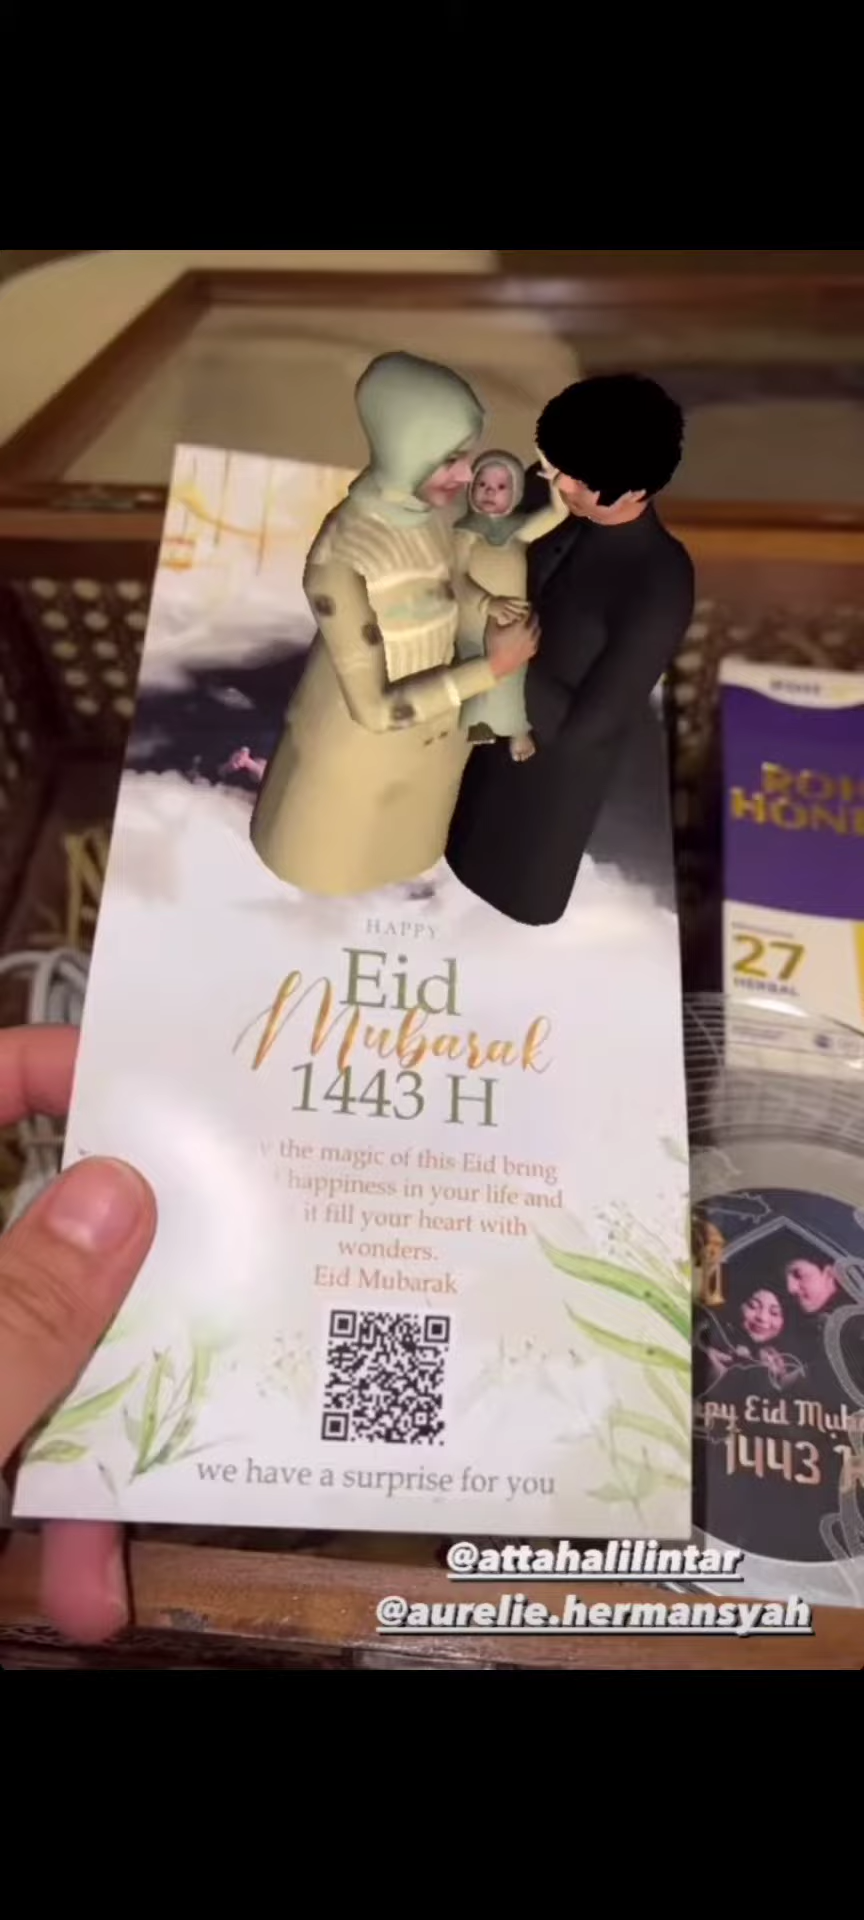 HAPPY
Eid
Mubarak
1443 H
the magic of this Eid bring
happiness in your life and
it fill your heart with
wonders.
Eid Mubarak
we have a surprise for you
27
HERBAL
Eid
1443 H
@attahalilintar
@aurelie.hermansyah